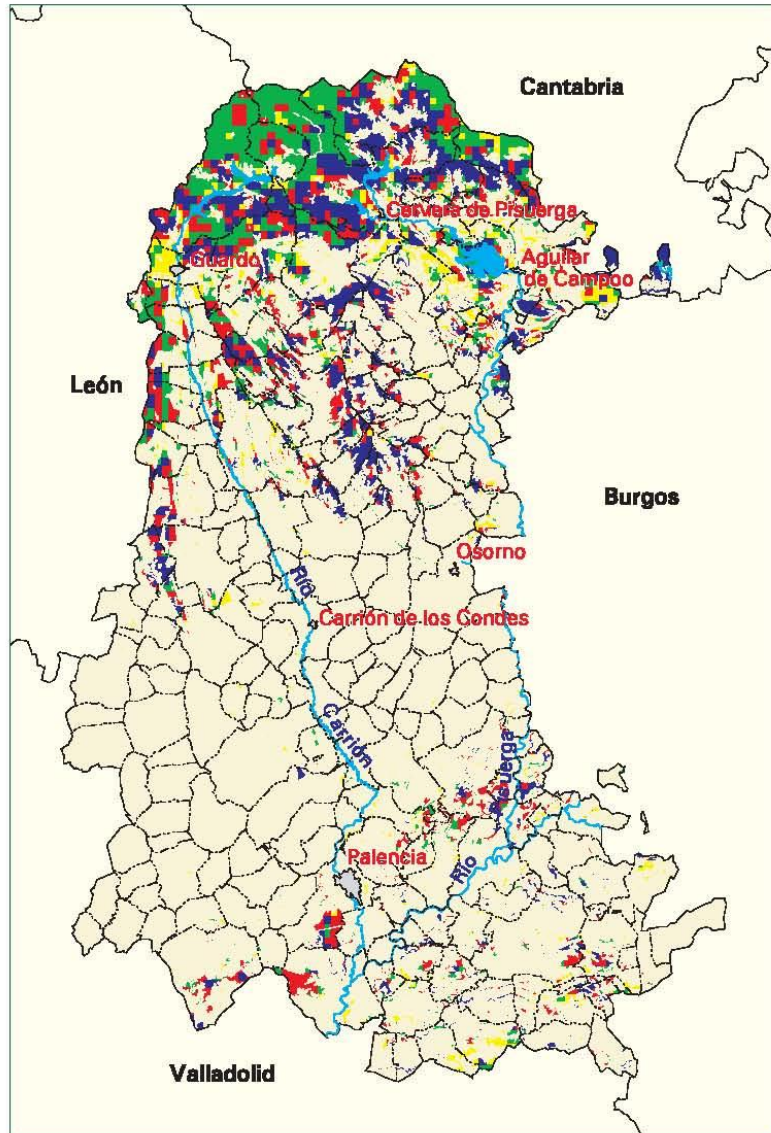 Cantabria
Cervera de Pisuerga
Guardo
Aguilar
de Campoo
León
Burgos
Osorno
Río
Carrión de los Condes
Carrión
Pisuerga
Palencia
Río
Valladolid